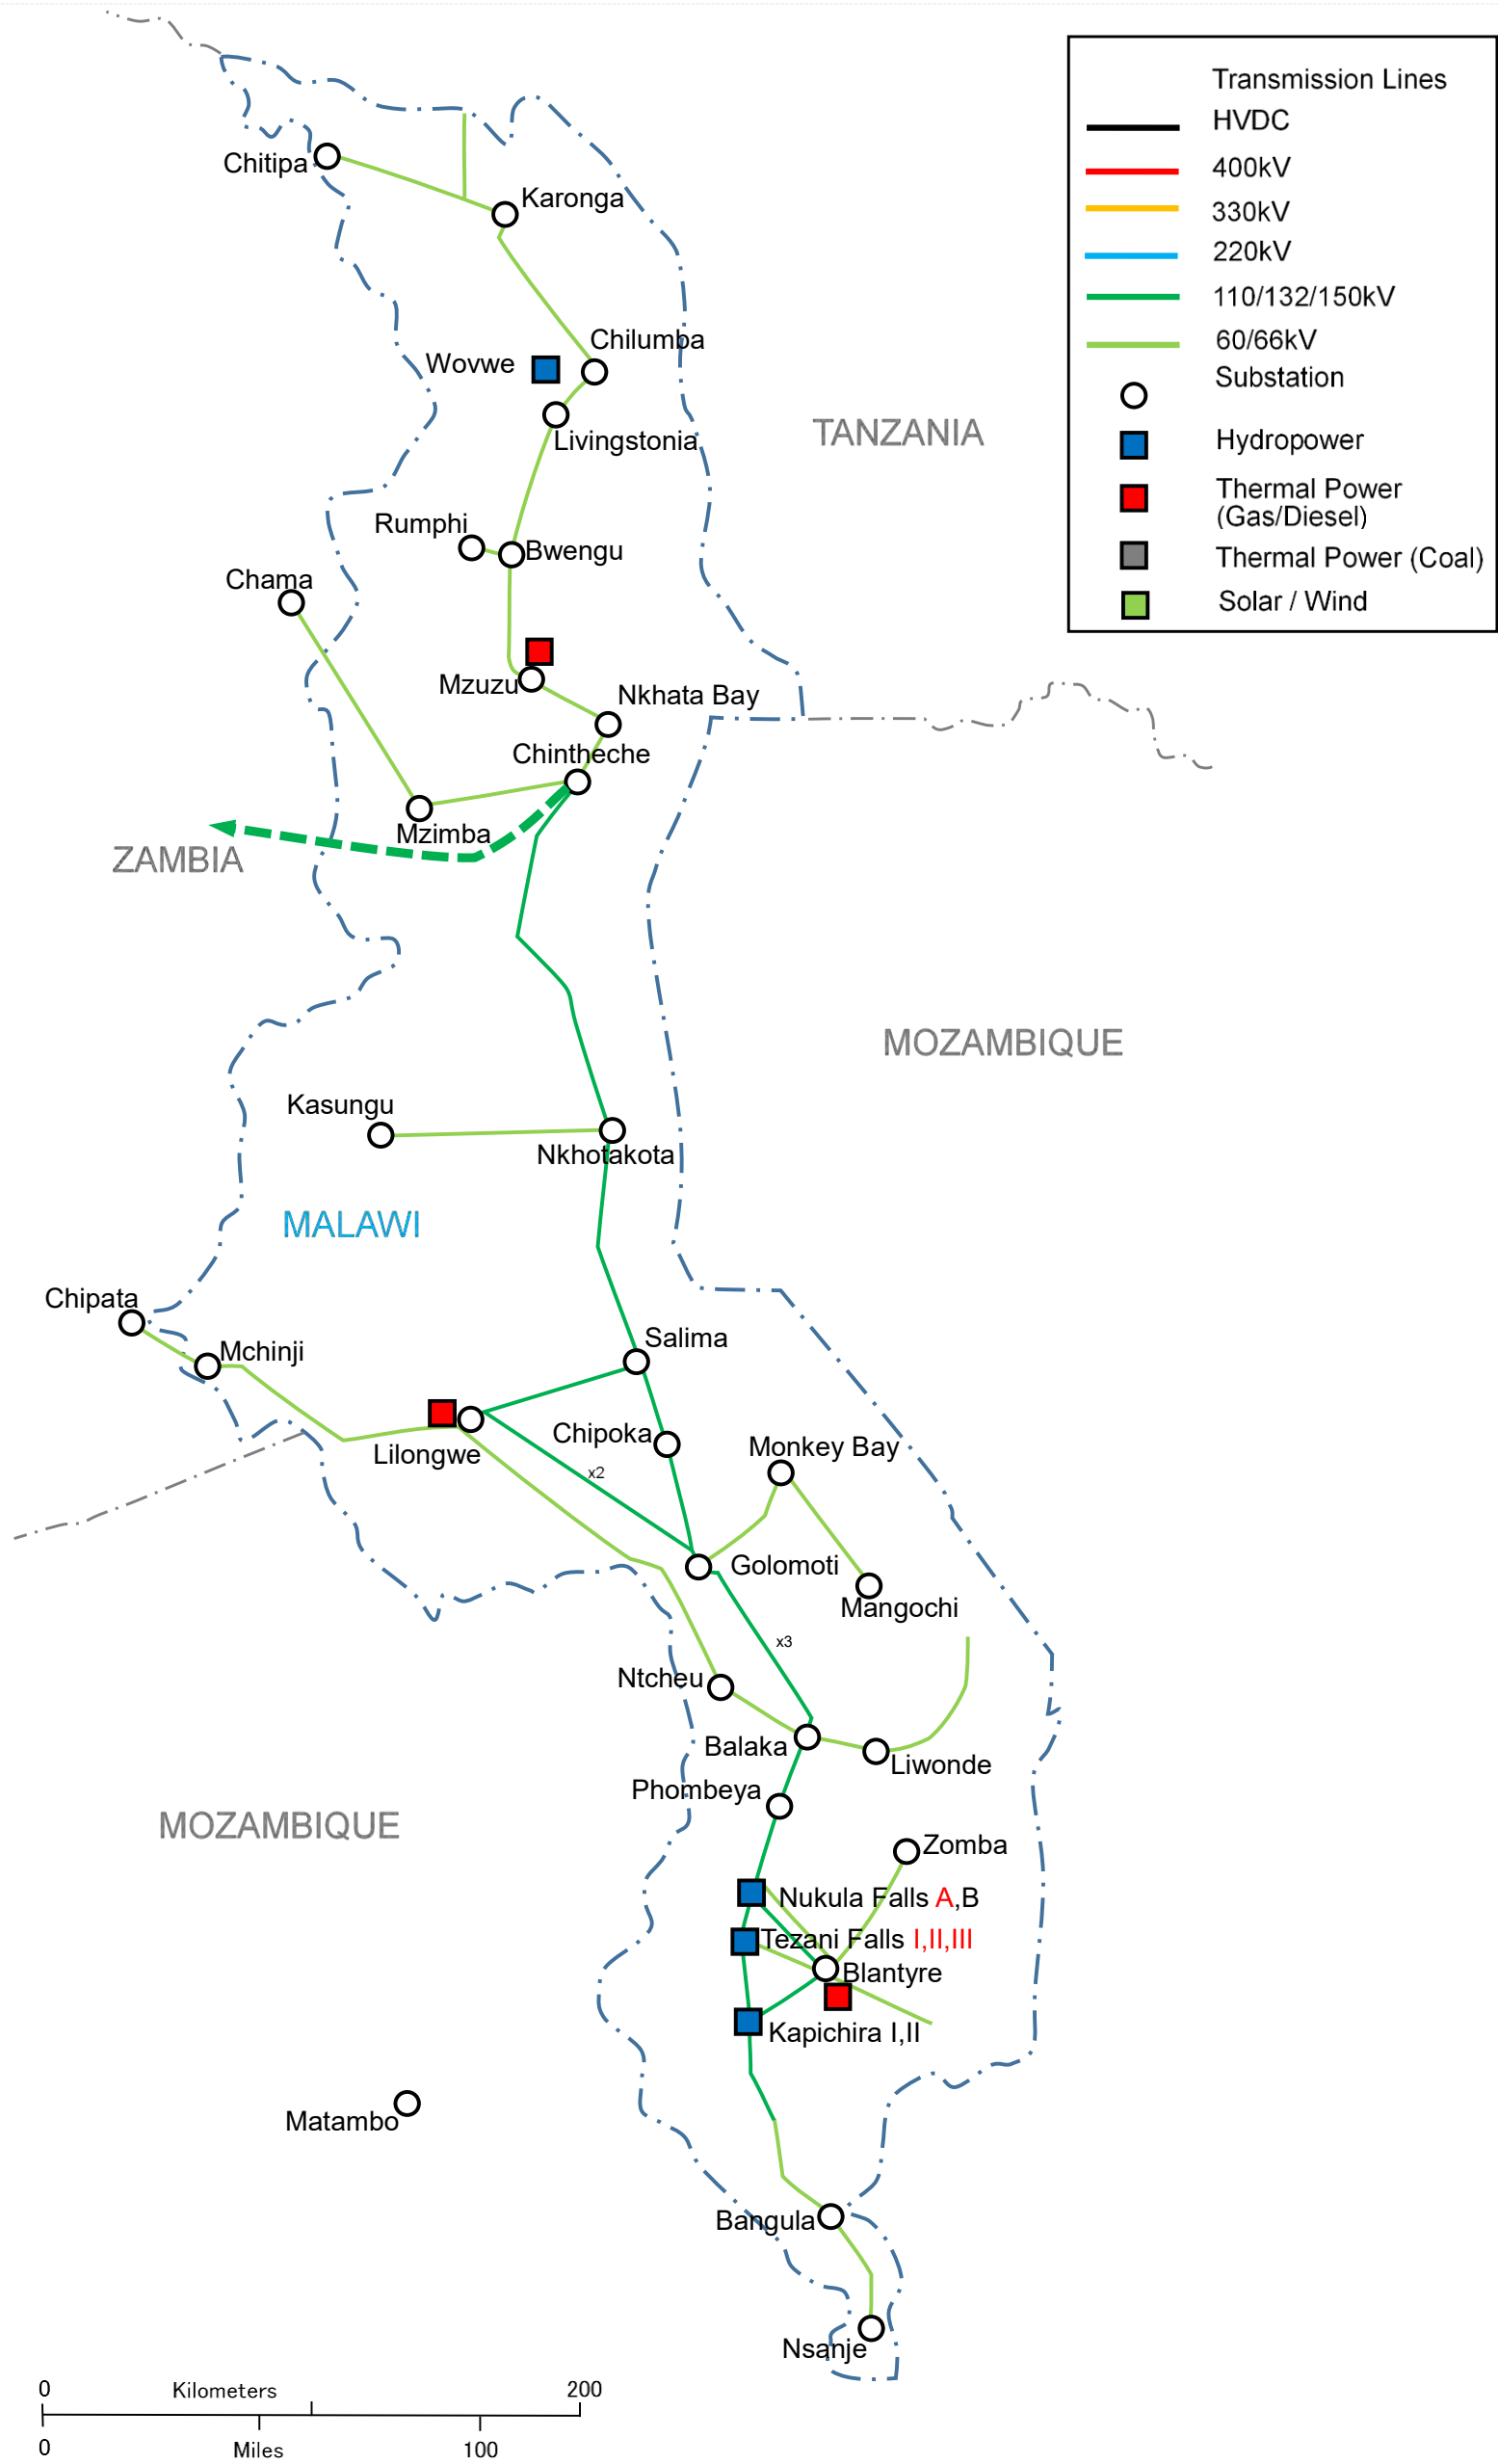 Transmission Lines
HVDC
400kV
330kV
220kV
110/132/150kV
60/66kV
Substation
Hydropower
Thermal Power
(Gas/Diesel)
Thermal Power (Coal)
Solar / Wind
Chitipa
Karonga
Chilumba
Wovwe
Livingstonia
TANZANIA
Rumphi
Bwengu
Chama
Mzuzu
Nkhata Bay
Chintheche
Mzimba
ZAMBIA
MOZAMBIQUE
Kasungu
Nkhotakota
MALAWI
Chipata
Mchinji
Salima
Chipoka
Lilongwe
x2
Monkey Bay
Golomoti
Mangochi
x3
Ntcheu
Balaka
Liwonde
Phombeya
MOZAMBIQUE
Zomba
Nukula Falls A,B
Tezani Falls I,II,III
Blantyre
Kapichira I,II
Matambo
Bangula
Nsanje
0 Kilometers 200
0 Miles 100